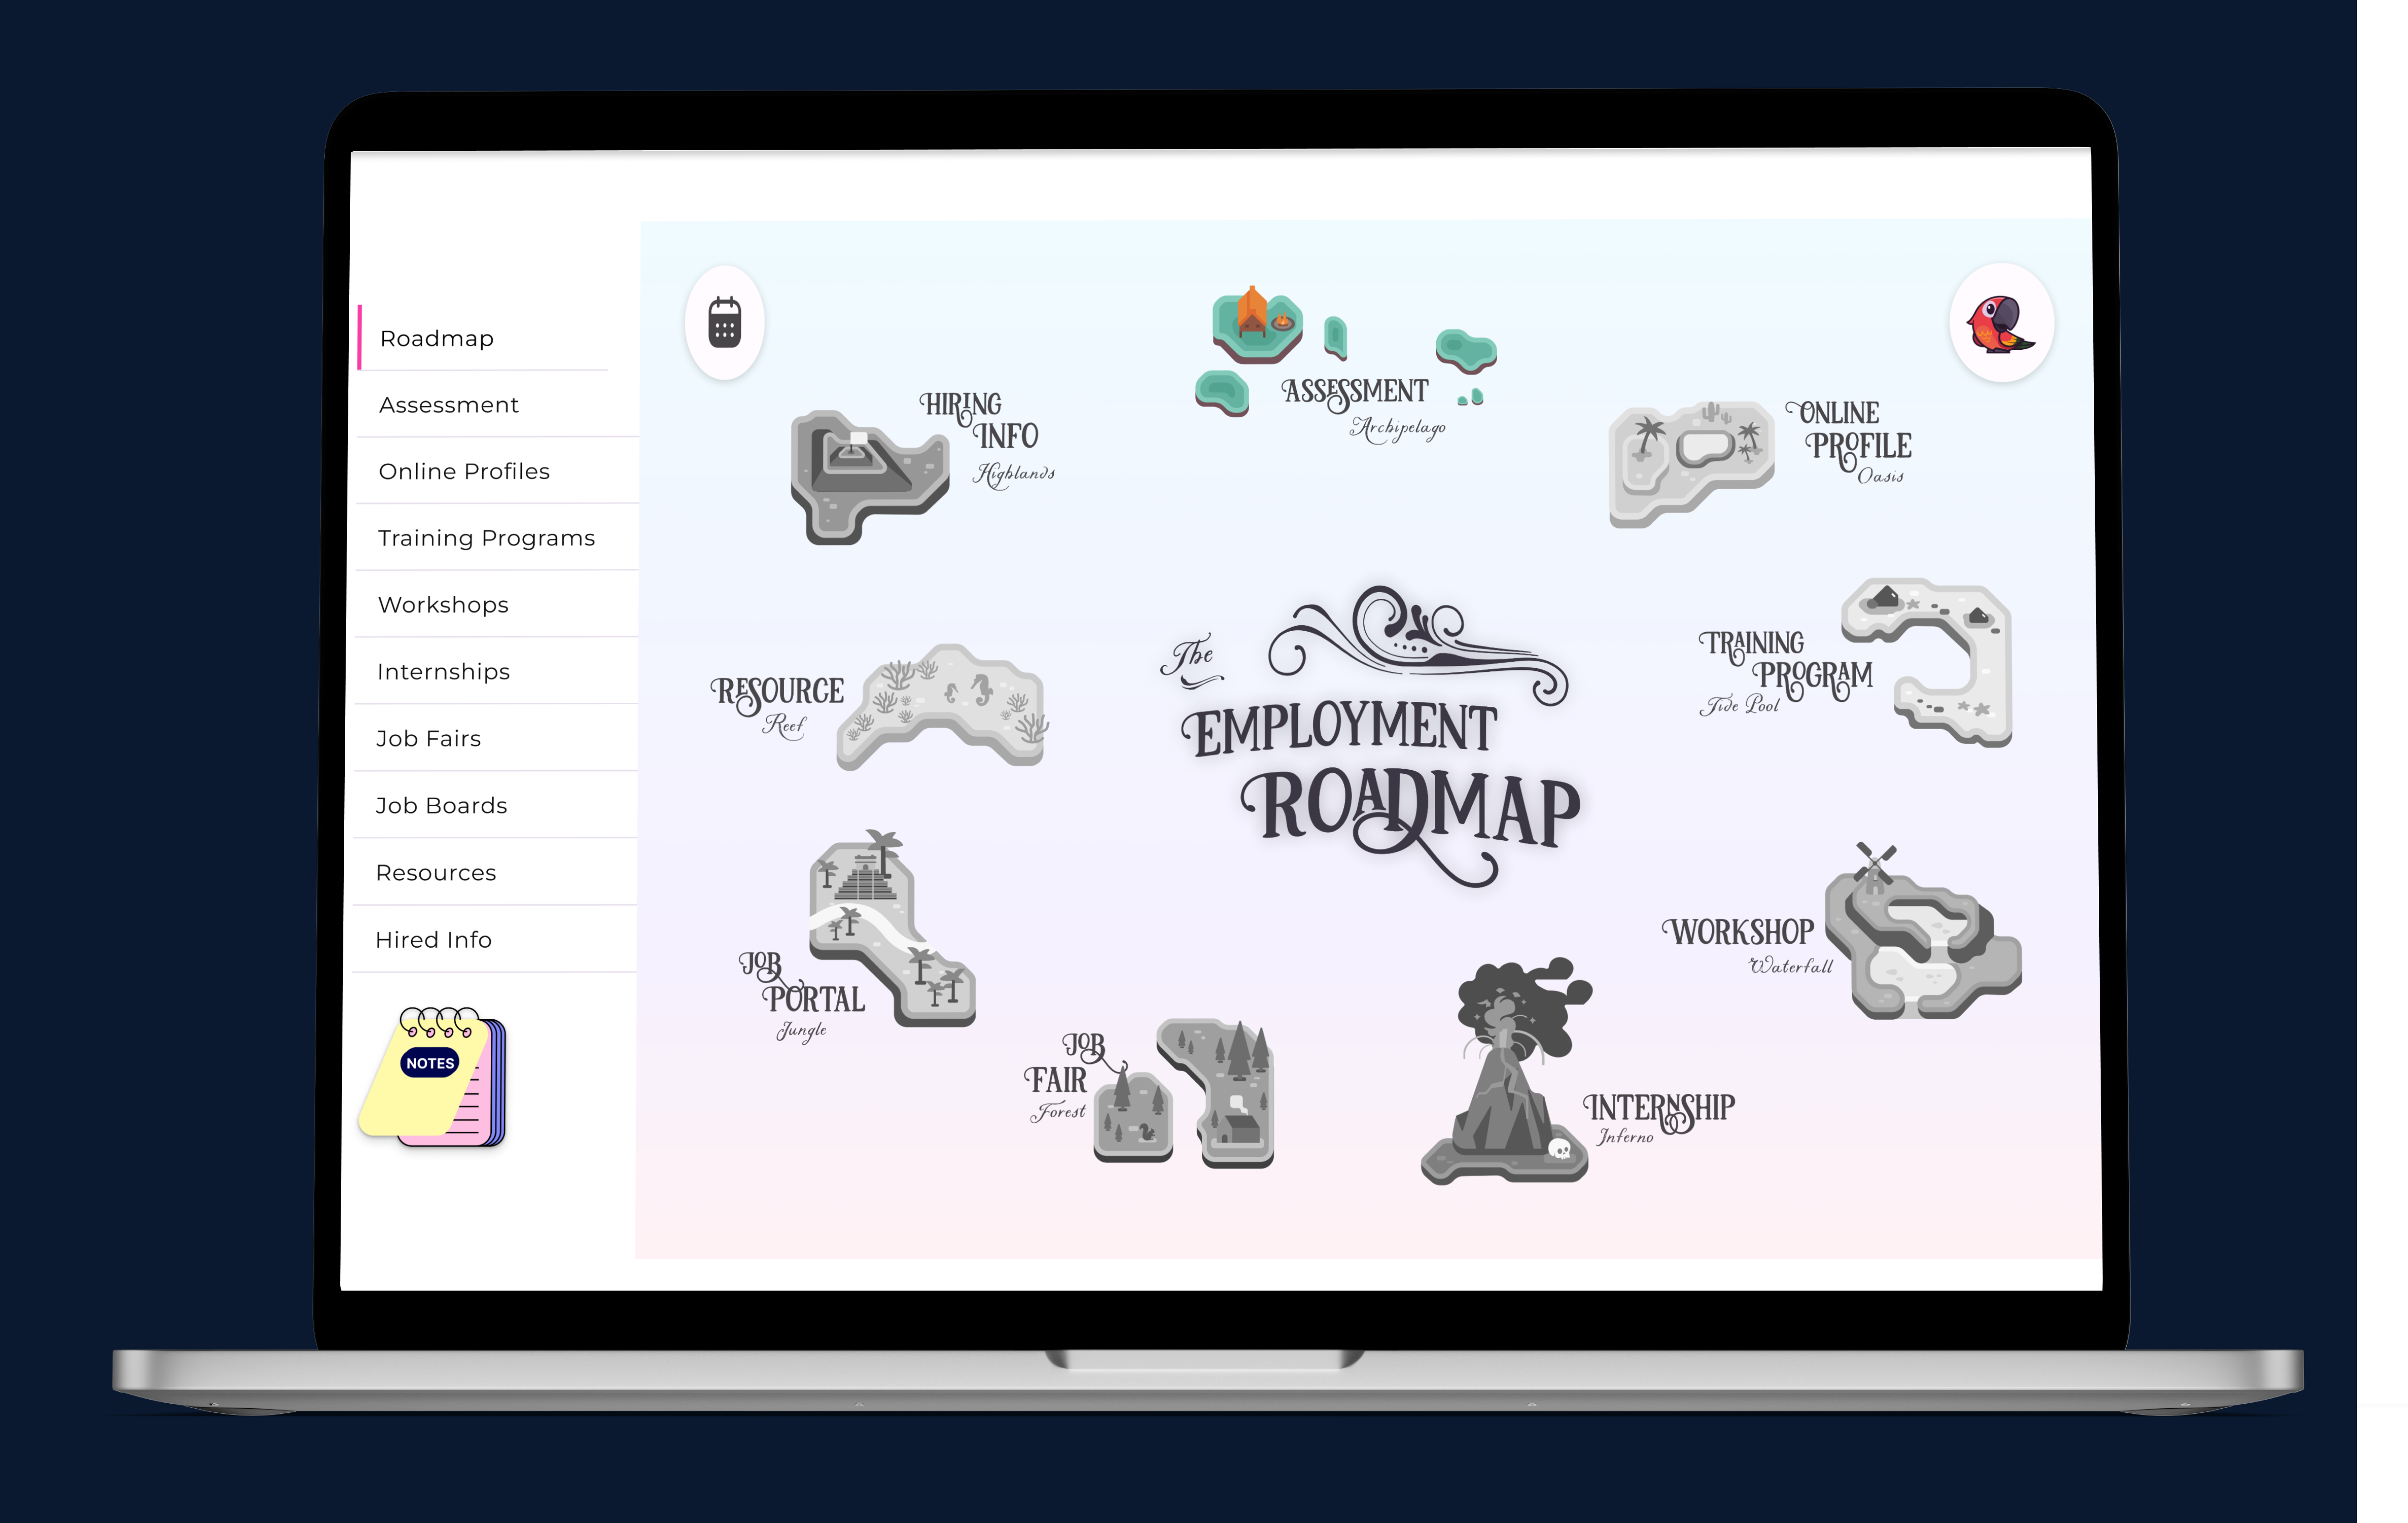 Roadmap
Assessment
Online Profiles
Training Programs
Workshops
Internships
Job Fairs
Job Boards
Resources
Hired Info
NOTES
ASSESSMENT
Archipelago
HIRING
INFO
Highlands
ONLINE
PROFILE
Oasis
The
EMPLOYMENT
ROADMAP
TRAINING
PROGRAM
Tide Pool
RESOURCE
Reef
WORKSHOP
Waterfall
JOB
PORTAL
Jungle
JOB
FAIR
Forest
INTERNSHIP
Inferno